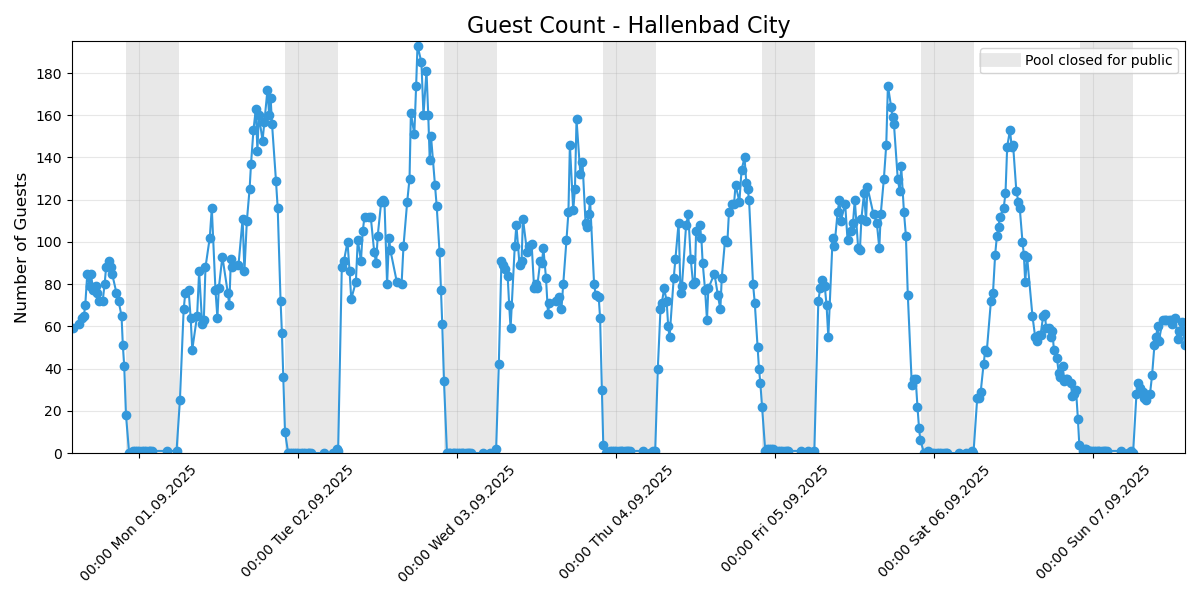 Guest Count - Hallenbad City
Pool closed for public
Number of Guests
180
160
140
120
100
80
60
40
20
0
00:00 Mon 01.09.2025
00:00 Tue 02.09.2025
00:00 Wed 03.09.2025
00:00 Thu 04.09.2025
00:00 Fri 05.09.2025
00:00 Sat 06.09.2025
00:00 Sun 07.09.2025